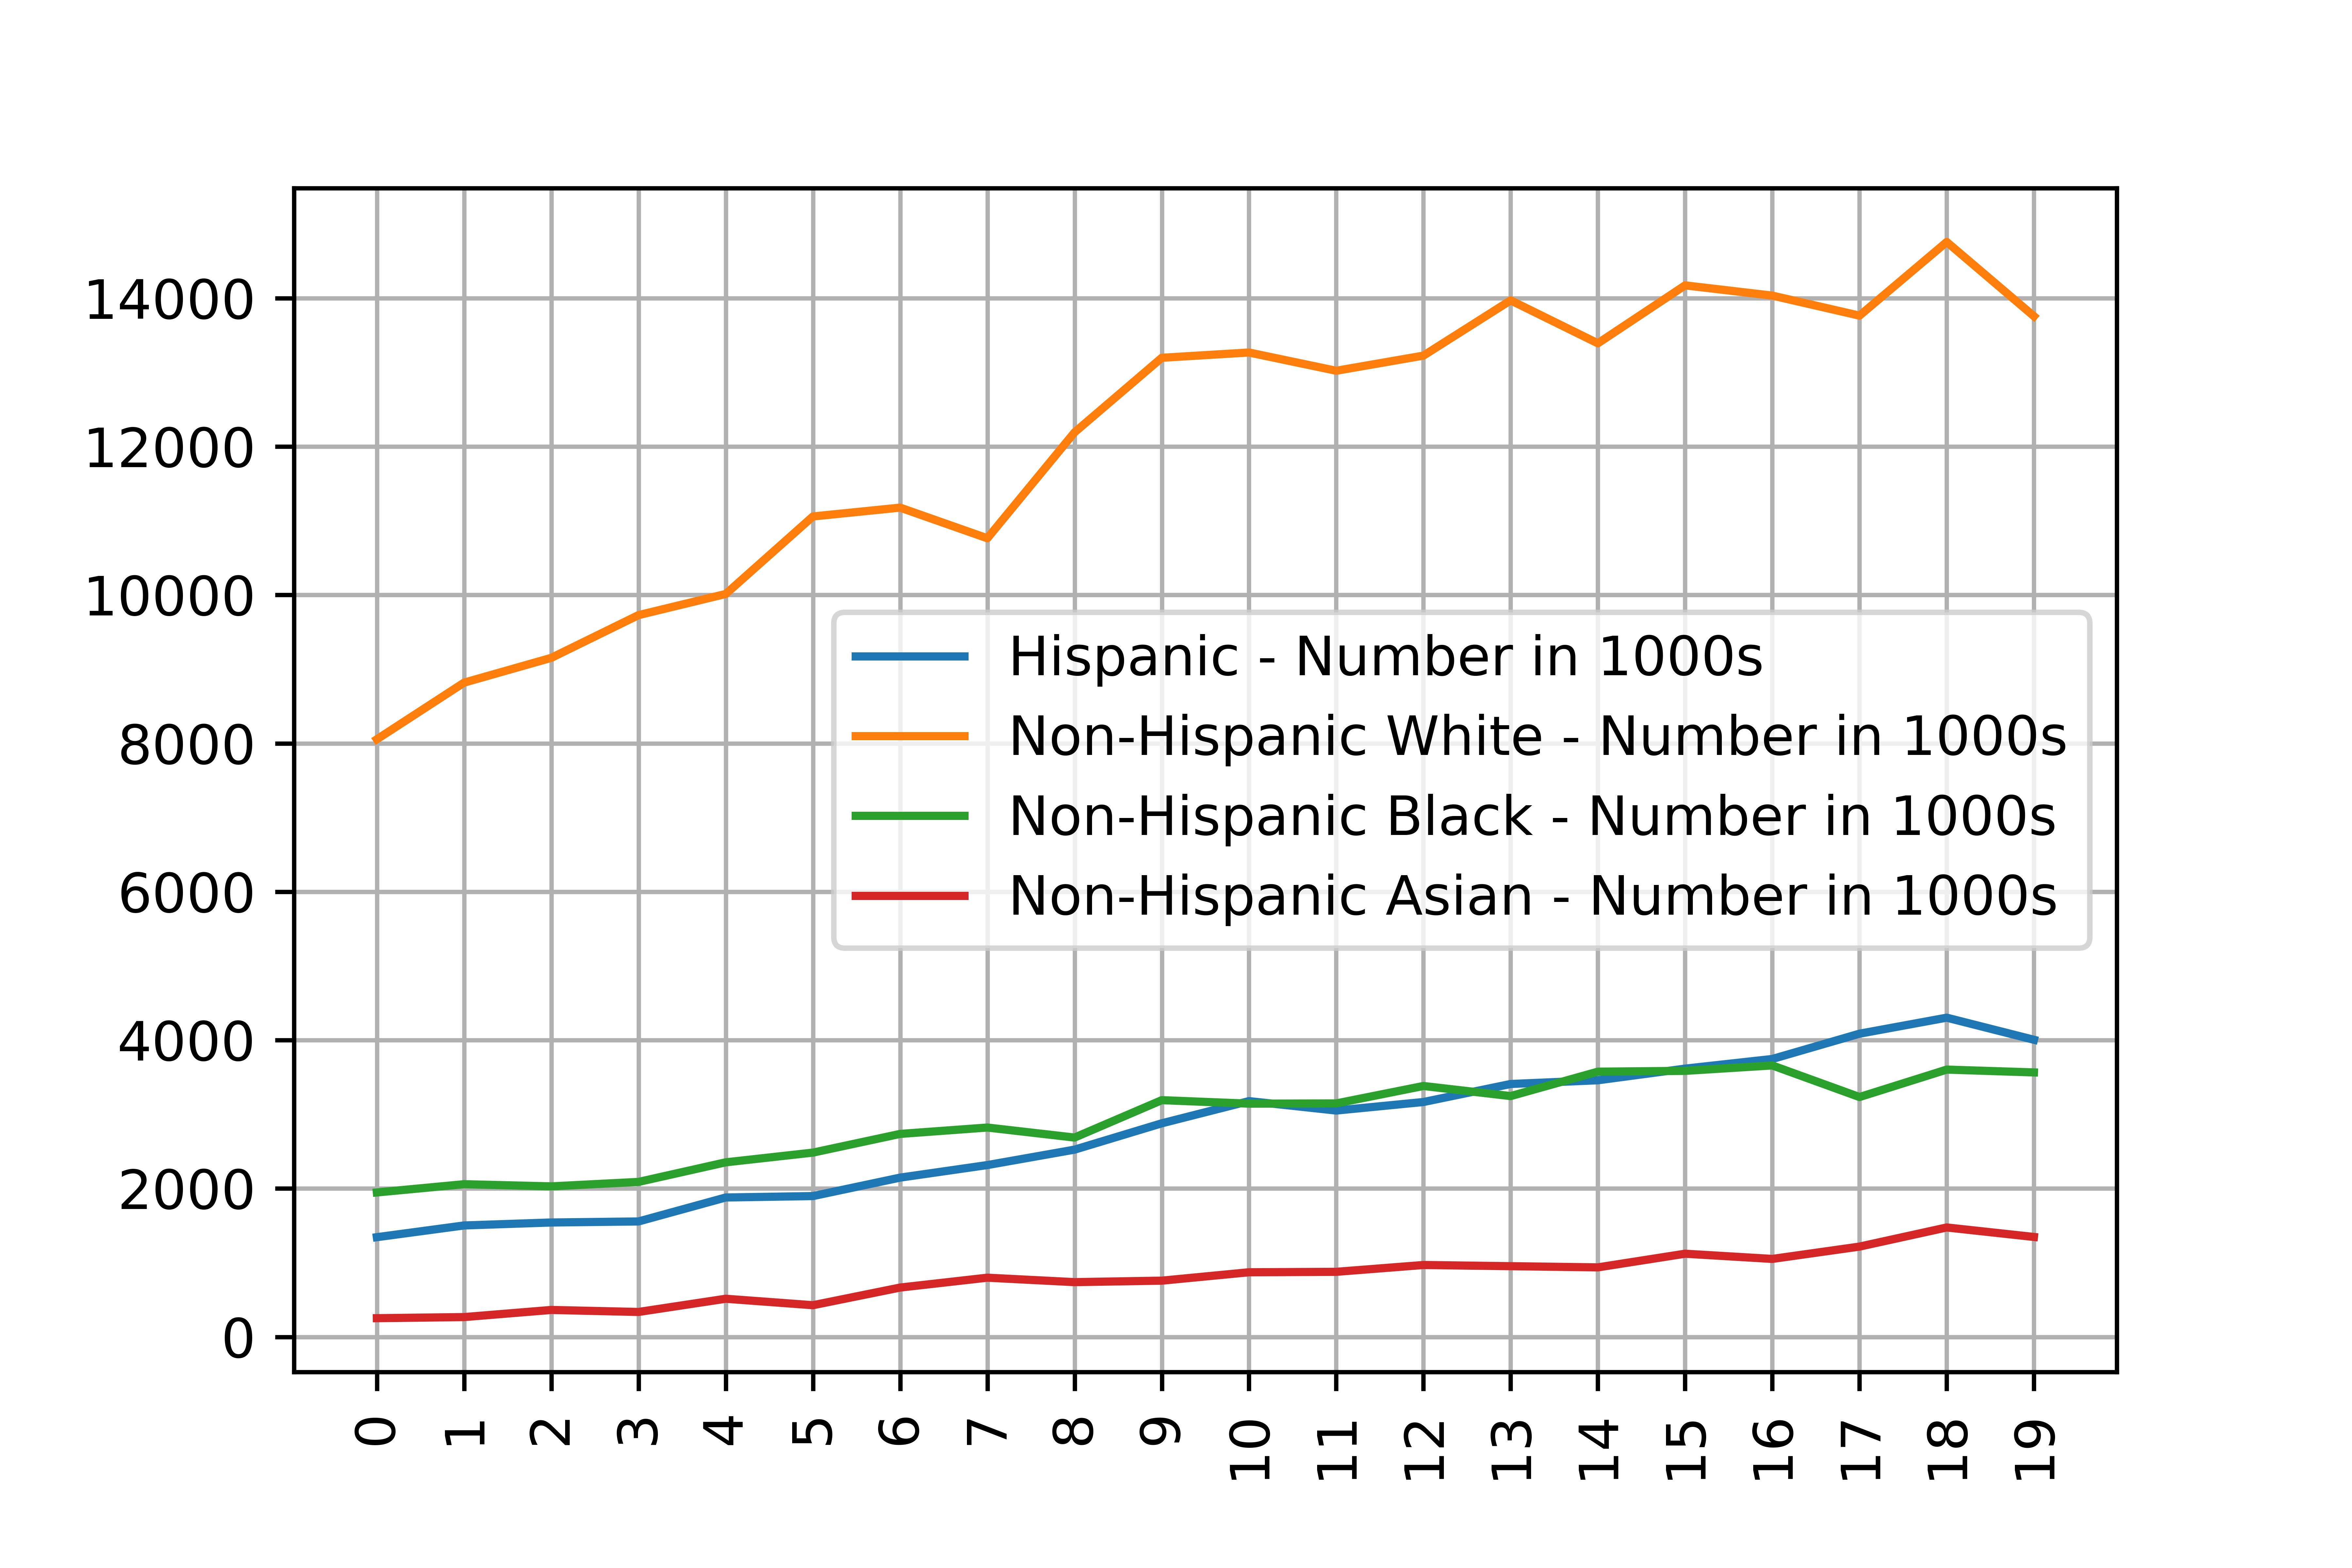 14000
12000
10000
8000
6000
4000
2000
0
Hispanic - Number in 1000s
Non-Hispanic White - Number in 1000s
Non-Hispanic Black - Number in 1000s
Non-Hispanic Asian - Number in 1000s
0 1 2 3 4 5 6 7 8 9 10 11 12 13 14 15 16 17 18 19